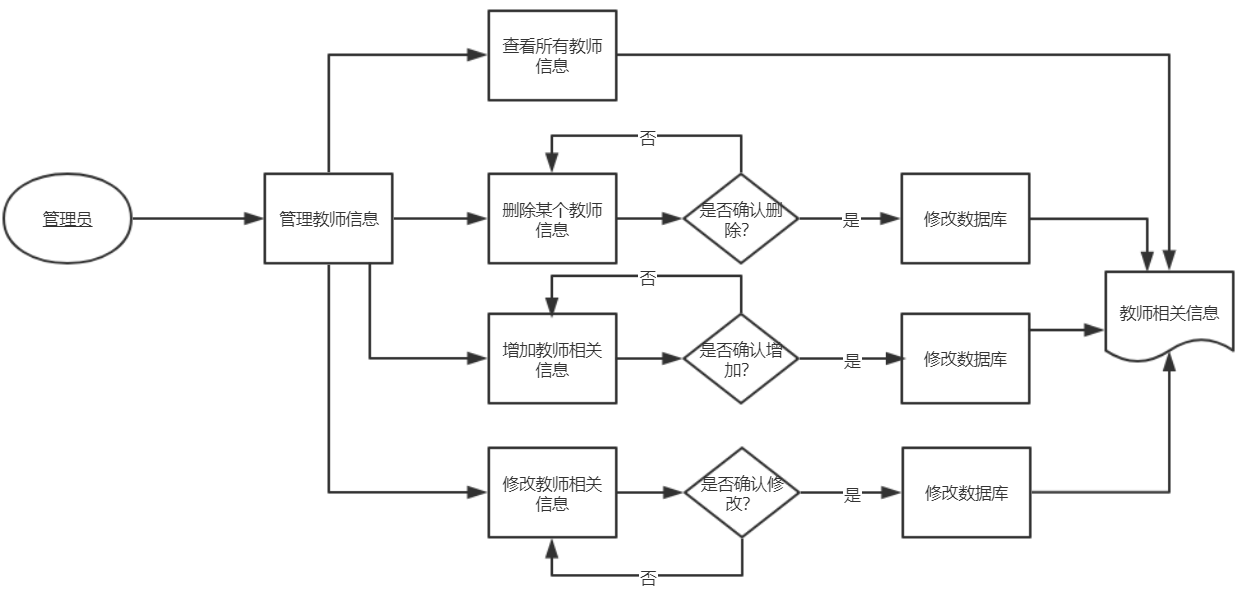 查看所有教师
信息
否
管理员
管理教师信息
删除某个教师
信息
是否确认删
除?
是
修改数据库
否
教师相关信息
增加教师相关
信息
是否确认增
加?
是
修改数据库
修改教师相关
信息
是否确认修
改?
是
修改数据库
否